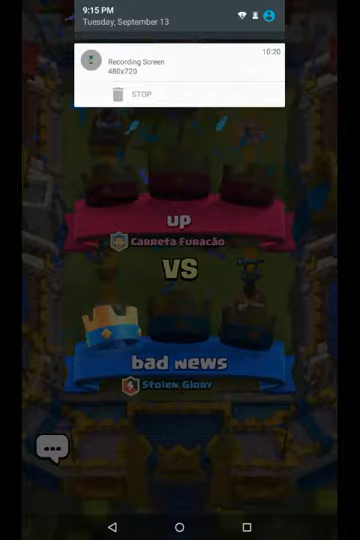 9:15 PM
Tuesday, September 13
10:20
Recording Screen
480x720
STOP
up
Carreta Furacão
VS
bad news
Stolen Glory